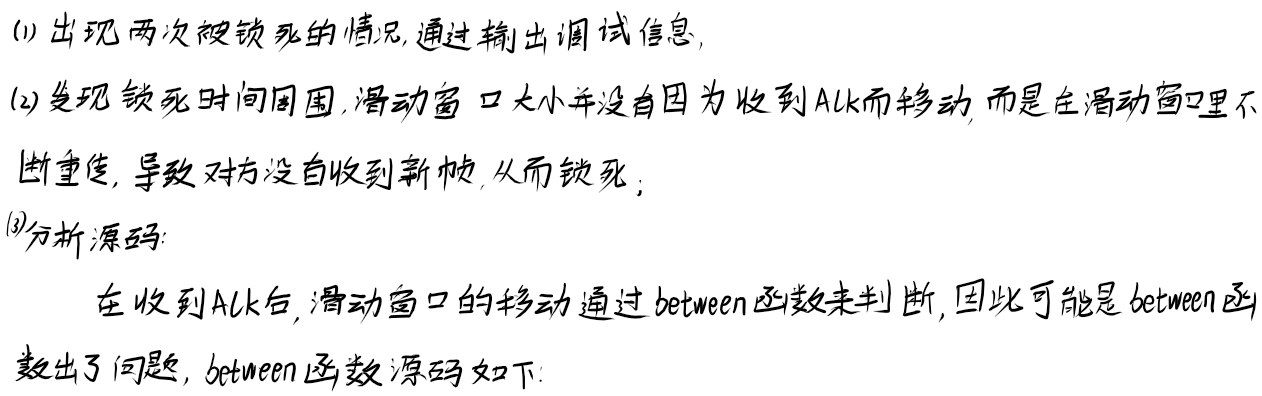 (1) 出现两次被锁死的情况,通过输出调试信息,
(2) 发现锁死时间周围,滑动窗口大小并没有因为收到ACK而移动,而是在滑动窗口里不
断重传,导致对方没有收到新帧,从而锁死;
(3)分析源码:
在收到ACK后,滑动窗口的移动通过between函数来判断,因此可能是between函
数出了问题,between函数源码如下: